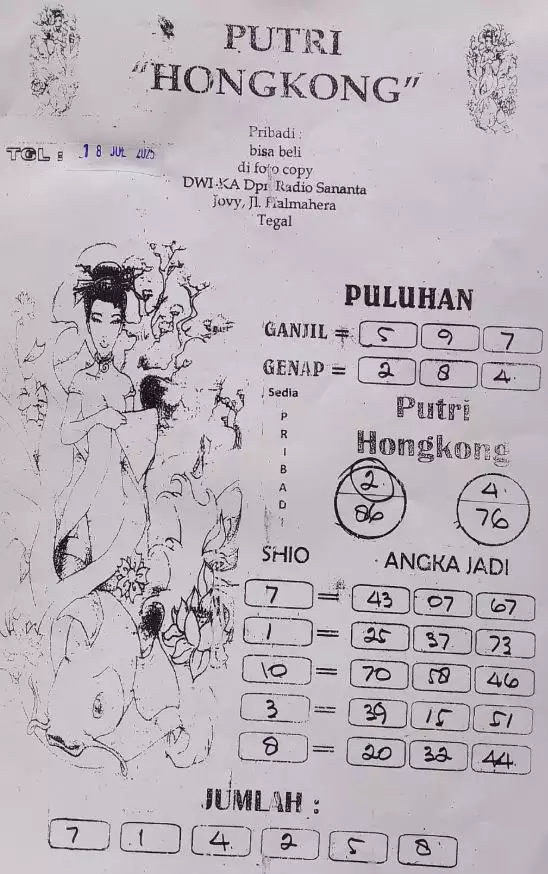 PUTRI
"HONGKONG"
Pribadi :
bisa beli
di foto copy
TGL : 18 JUL 2025
DWI-KA Dpn Radio Sananta
Jovy, Jl. Halmahera
Tegal
PULUHAN
GANJIL = 5 9 7
GENAP = 2 8 4
Sedia
PRIBADI
Putri
Hongkong
2 4
86 76
SHIO ANGKA JADI
7 = 43 07 67
1 = 25 37 73
10 = 70 58 46
3 = 39 15 51
8 = 20 32 44
JUMLAH :
7 1 4 2 5 8